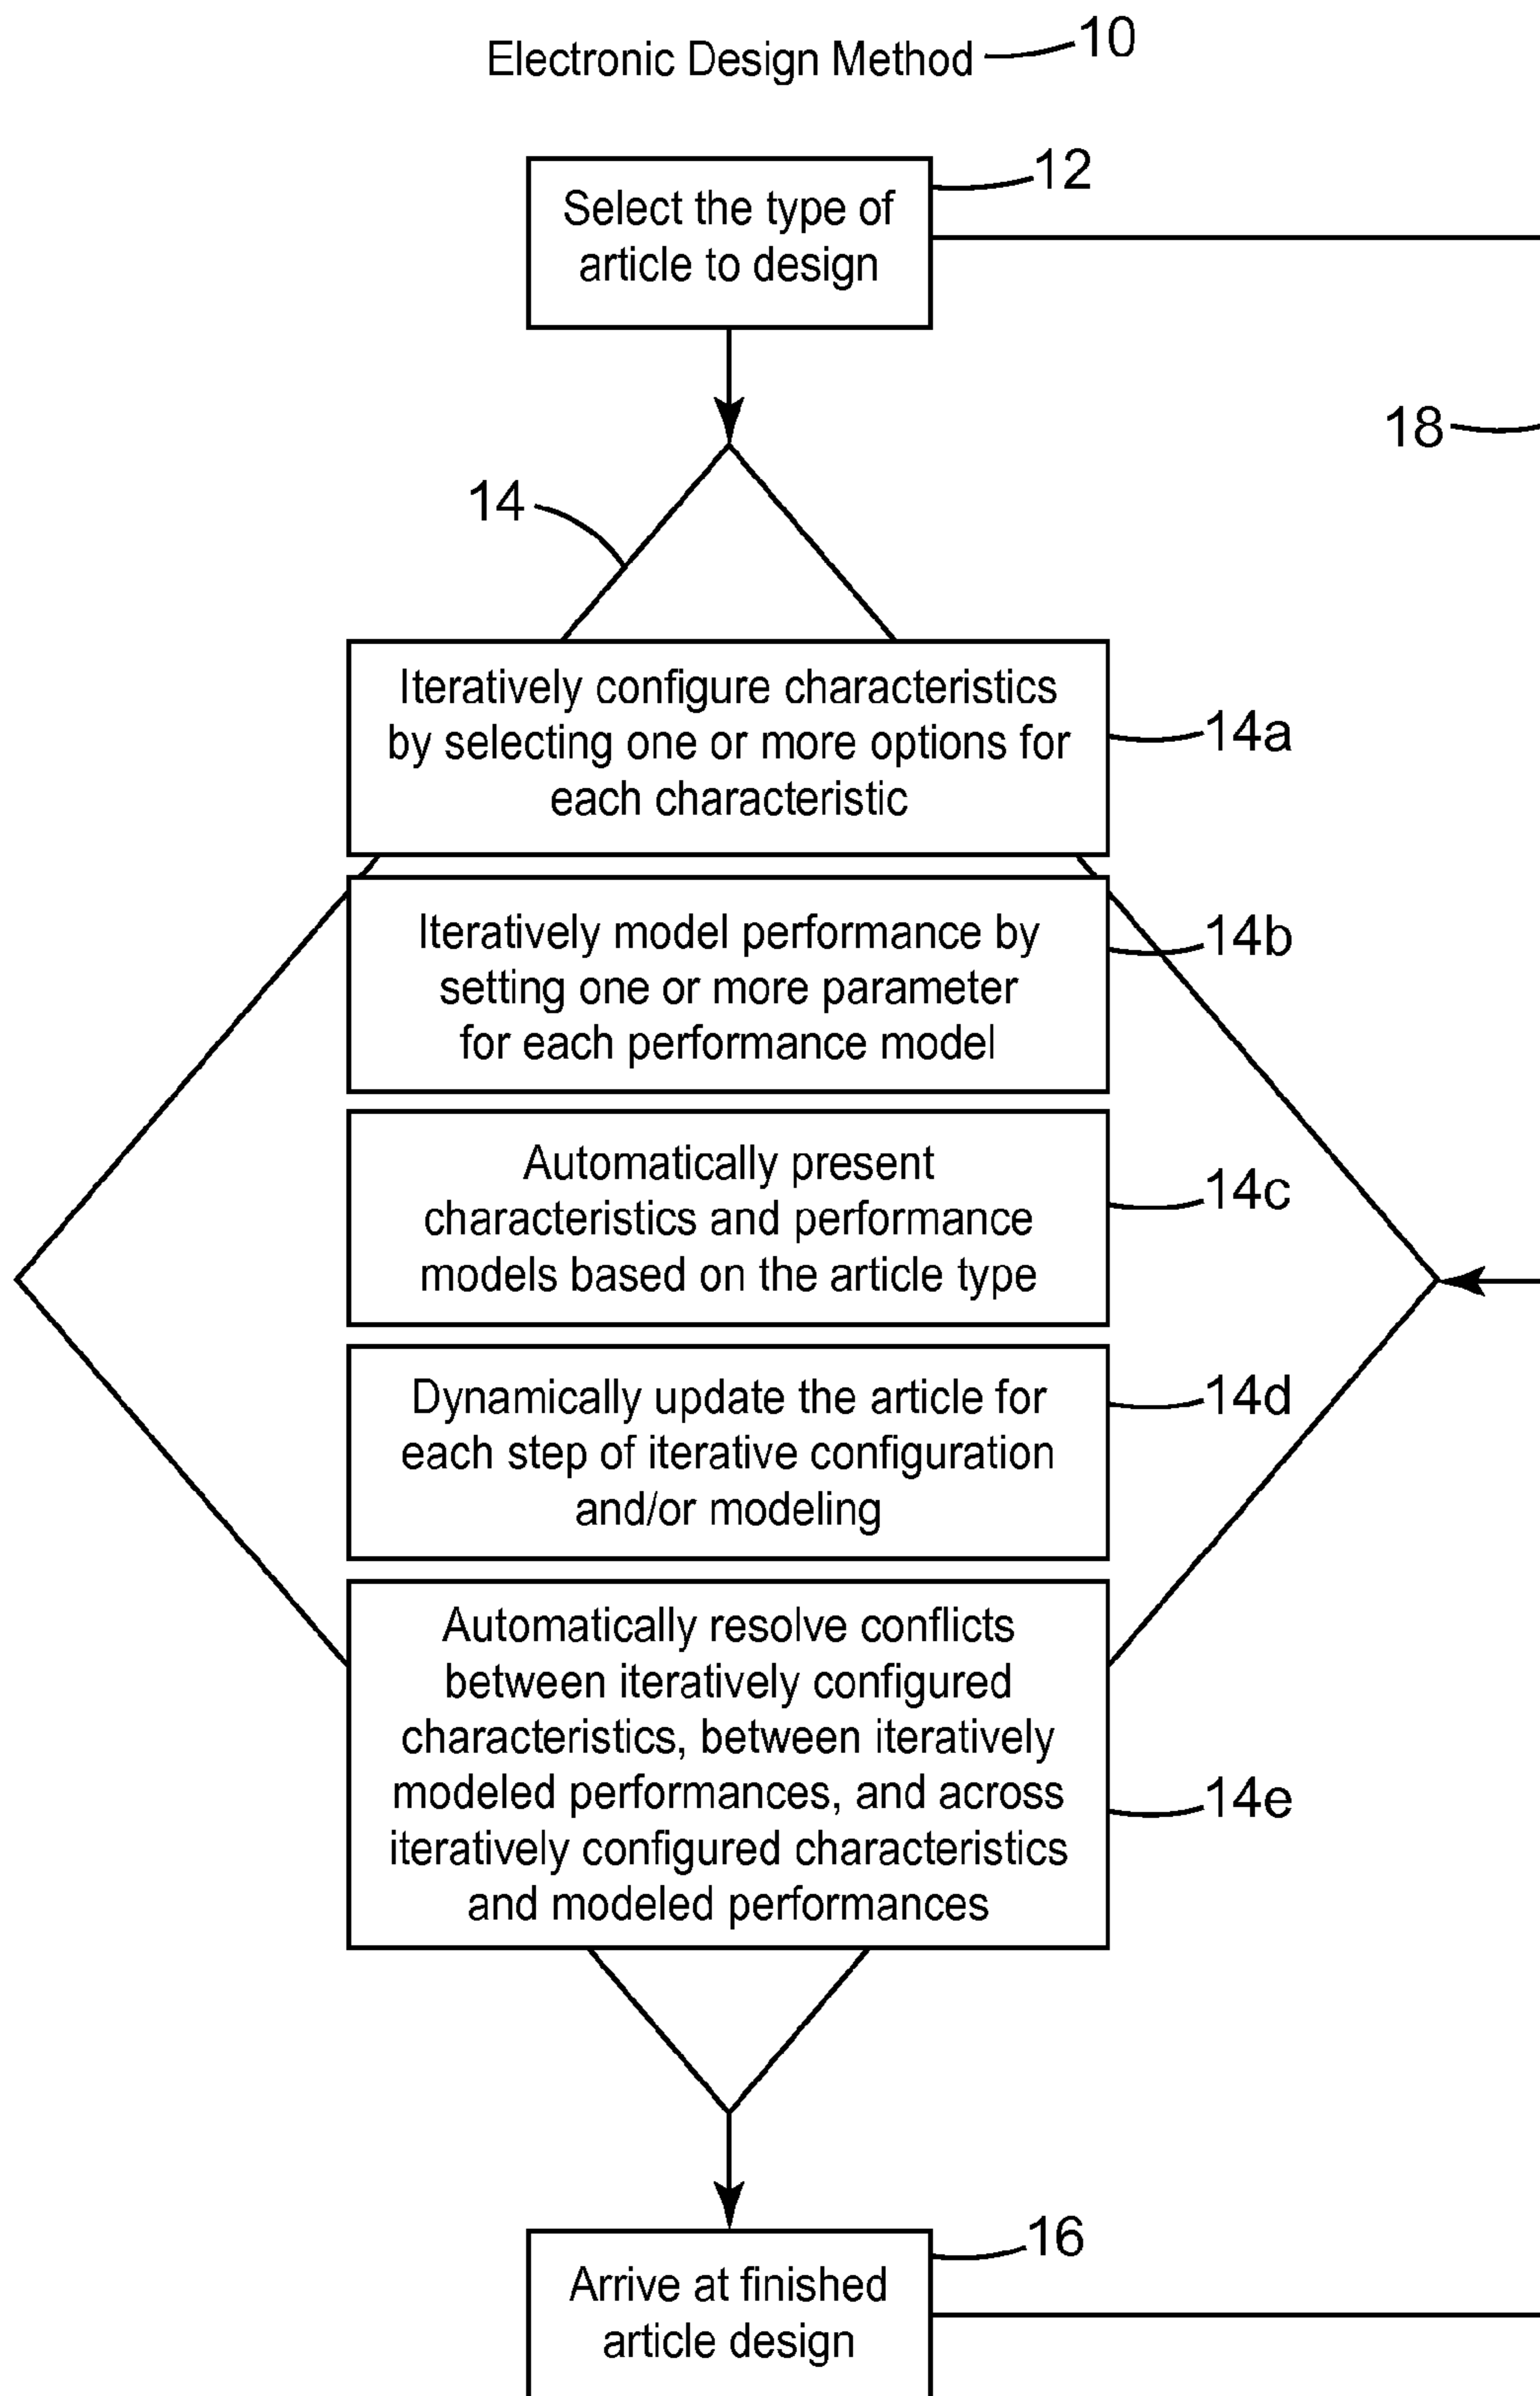 Electronic Design Method
10
Select the type of
article to design
12
18
14
Iteratively configure characteristics
by selecting one or more options for
each characteristic
14a
Iteratively model performance by
setting one or more parameter
for each performance model
14b
Automatically present
characteristics and performance
models based on the article type
14c
Dynamically update the article for
each step of iterative configuration
and/or modeling
14d
Automatically resolve conflicts
between iteratively configured
characteristics, between iteratively
modeled performances, and across
iteratively configured characteristics
and modeled performances
14e
Arrive at finished
article design
16